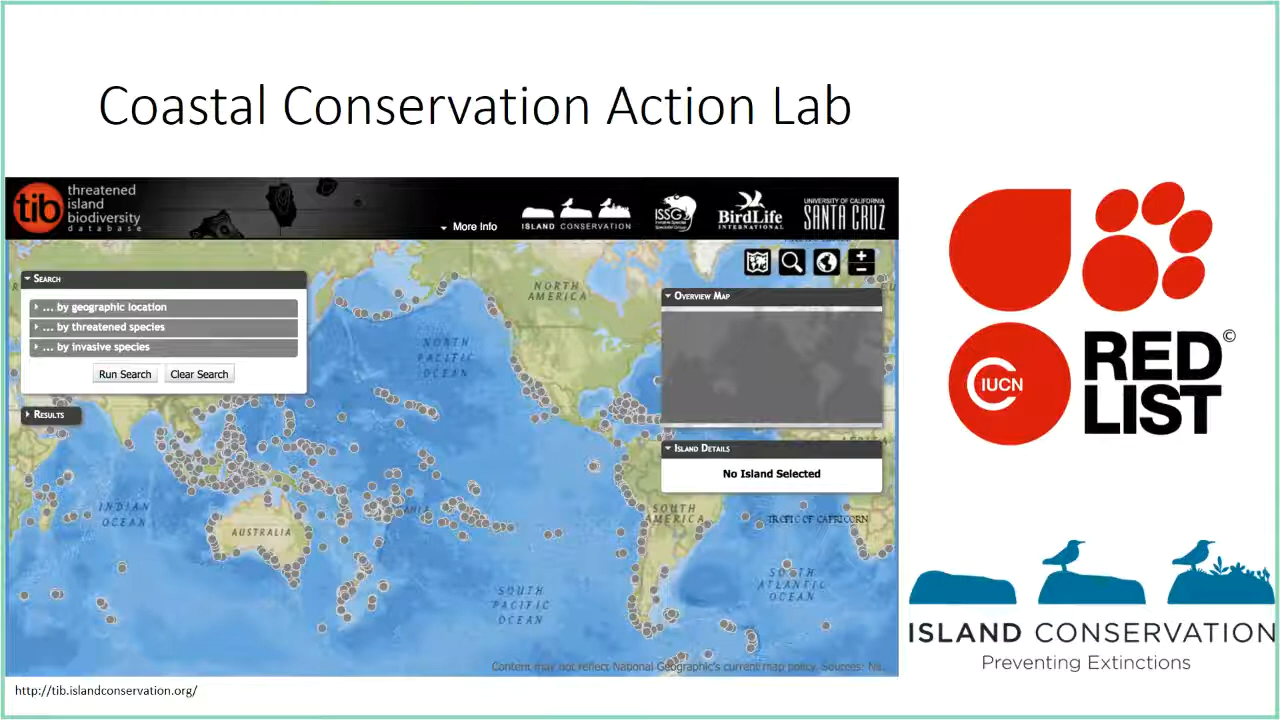 Coastal Conservation Action Lab
tib threatened
island
biodiversity
database
More Info
ISLAND CONSERVATION
ISSG
BirdLife
INTERNATIONAL
UNIVERSITY OF CALIFORNIA
SANTA CRUZ
SEARCH
... by geographic location
... by threatened species
... by invasive species
Run Search Clear Search
RESULTS
OVERVIEW MAP
ISLAND DETAILS
No Island Selected
NORTH
AMERICA
NORTH
PACIFIC
OCEAN
INDIAN
OCEAN
AUSTRALIA
SOUTH
AMERICA
TROPIC OF CAPRICORN
SOUTH
PACIFIC
OCEAN
SOUTH
ATLANTIC
OCEAN
Content may not reflect National Geographic's current map policy. Sources: Na..
IUCN
RED ©
LIST
ISLAND CONSERVATION
Preventing Extinctions
http://tib.islandconservation.org/